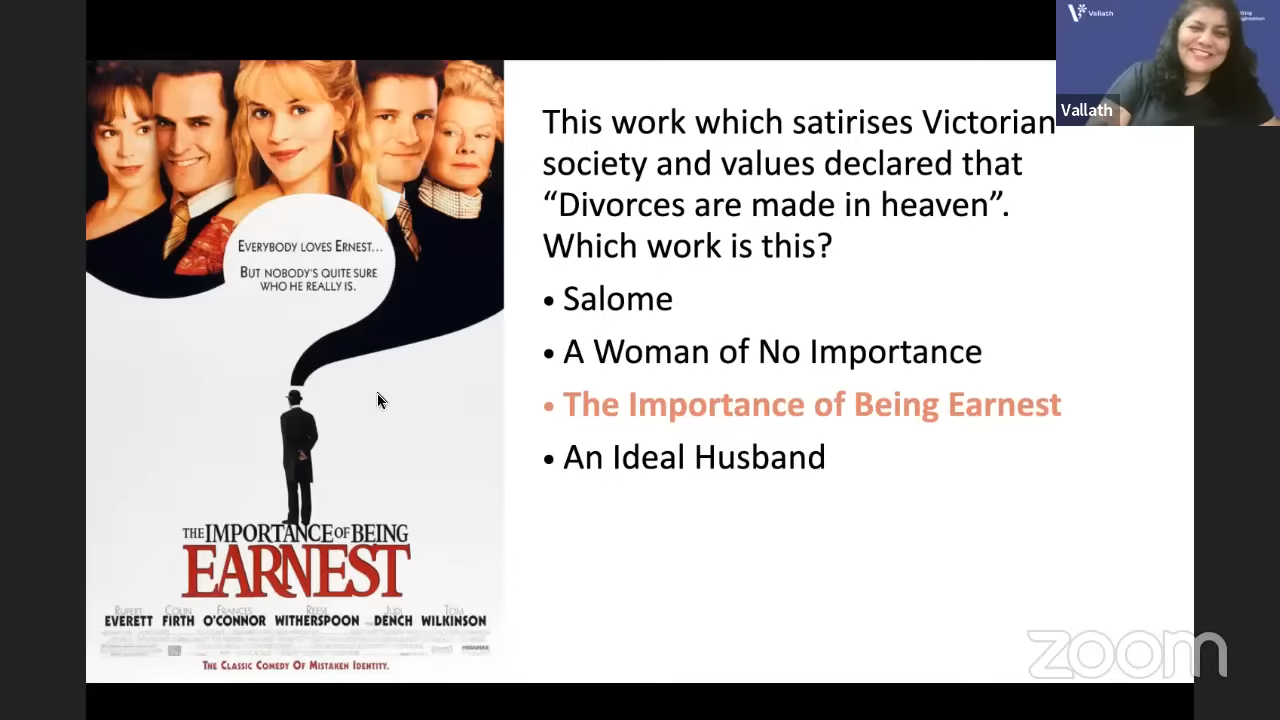 Vallath
Vallath
This work which satirises Victorian
society and values declared that
“Divorces are made in heaven”.
Which work is this?
• Salome
• A Woman of No Importance
• The Importance of Being Earnest
• An Ideal Husband
EVERYBODY LOVES ERNEST...
BUT NOBODY'S QUITE SURE
WHO HE REALLY IS.
THE IMPORTANCE OF BEING
EARNEST
RUPERT COLIN FRANCES REESE JUDI TOM
EVERETT FIRTH O'CONNOR WITHERSPOON DENCH WILKINSON
MIRAMAX
THE CLASSIC COMEDY OF MISTAKEN IDENTITY.
zoom